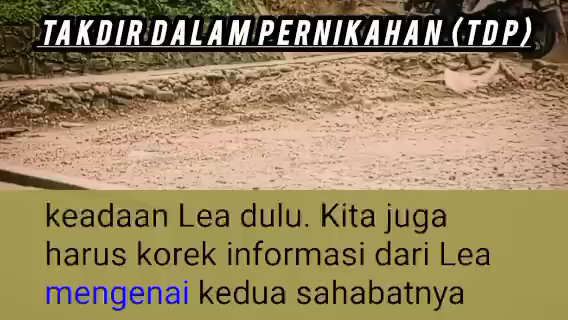 TAKDIR DALAM PERNIKAHAN (TDP)
keadaan Lea dulu. Kita juga
harus korek informasi dari Lea
mengenai kedua sahabatnya